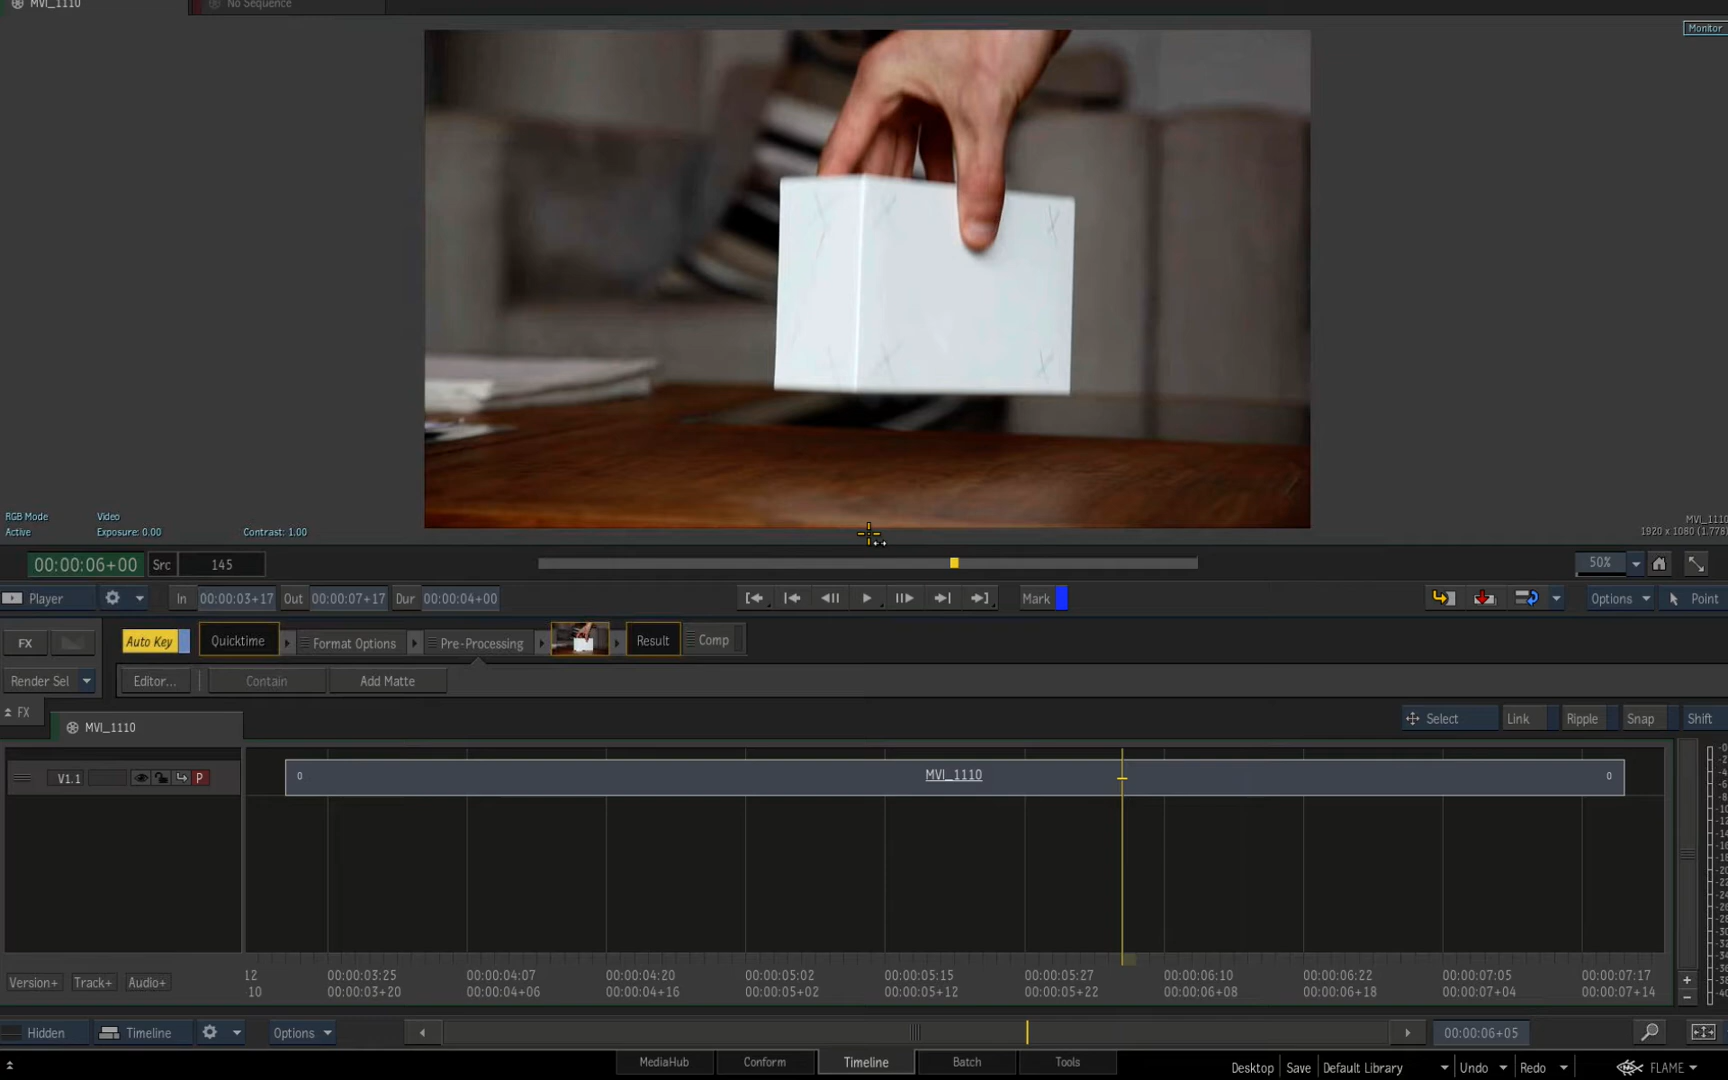 MVI_1110
No Sequence
Monitor
RGB Mode
Video
Active
Exposure: 0.00
Contrast: 1.00
MVI_1110
1920 x 1080 (1.778)
00:00:06+00
Src
145
50%
Player
In
00:00:03+17
Out
00:00:07+17
Dur
00:00:04+00
Mark
Options
Point
FX
Auto Key
Quicktime
Format Options
Pre-Processing
Result
Comp
Render Sel
Editor...
Contain
Add Matte
FX
MVI_1110
Select
Link
Ripple
Snap
Shift
V1.1
P
0
MVI_1110
0
Version+
Track+
Audio+
12 00:00:03:25 00:00:04:07 00:00:04:20 00:00:05:02 00:00:05:15 00:00:05:27 00:00:06:10 00:00:06:22 00:00:07:05 00:00:07:17
10 00:00:03+20 00:00:04+06 00:00:04+16 00:00:05+02 00:00:05+12 00:00:05+22 00:00:06+08 00:00:06+18 00:00:07+04 00:00:07+14
Hidden
Timeline
Options
00:00:06+05
MediaHub
Conform
Timeline
Batch
Tools
Desktop
Save
Default Library
Undo
Redo
FLAME